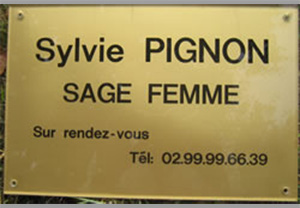 Sylvie PIGNON
SAGE FEMME
Sur rendez-vous
Tél: 02.99.99.66.39